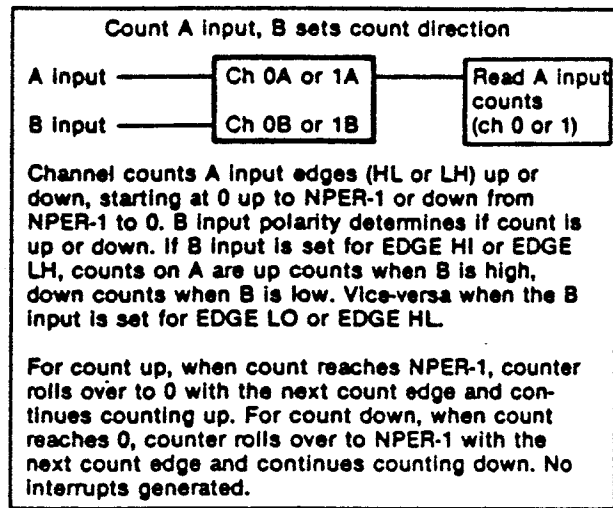 Count A input, B sets count direction
A input
Ch 0A or 1A
Read A input
counts
B input
Ch 0B or 1B
(ch 0 or 1)
Channel counts A input edges (HL or LH) up or
down, starting at 0 up to NPER-1 or down from
NPER-1 to 0. B input polarity determines if count is
up or down. If B input is set for EDGE HI or EDGE
LH, counts on A are up counts when B is high,
down counts when B is low. Vice-versa when the B
input is set for EDGE LO or EDGE HL.
For count up, when count reaches NPER-1, counter
rolls over to 0 with the next count edge and con-
tinues counting up. For count down, when count
reaches 0, counter rolls over to NPER-1 with the
next count edge and continues counting down. No
interrupts generated.